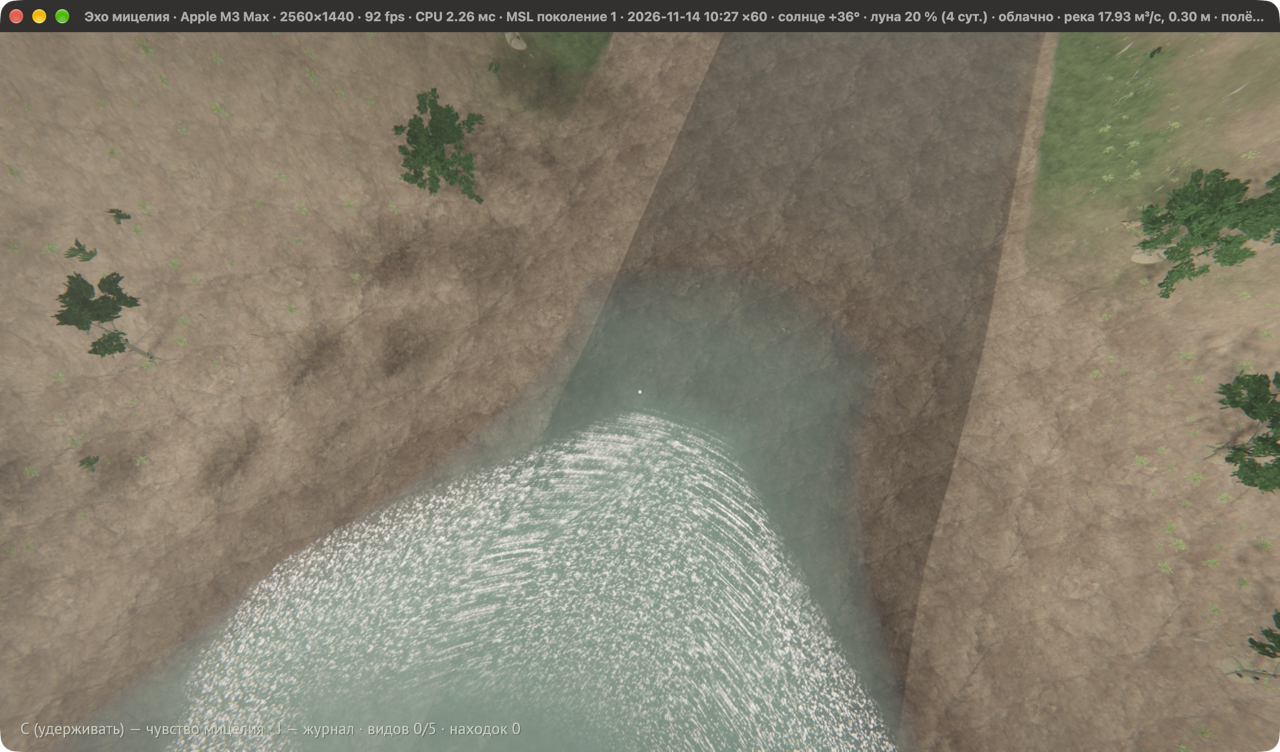 Эхо мицелия · Apple M3 Max · 2560×1440 · 92 fps · CPU 2.26 мс · MSL поколение 1 · 2026-11-14 10:27 ×60 · солнце +36° · луна 20 % (4 сут.) · облачно · река 17.93 м³/с, 0.30 м · полё…
C (удерживать) — чувство мицелия · J — журнал · видов 0/5 · находок 0